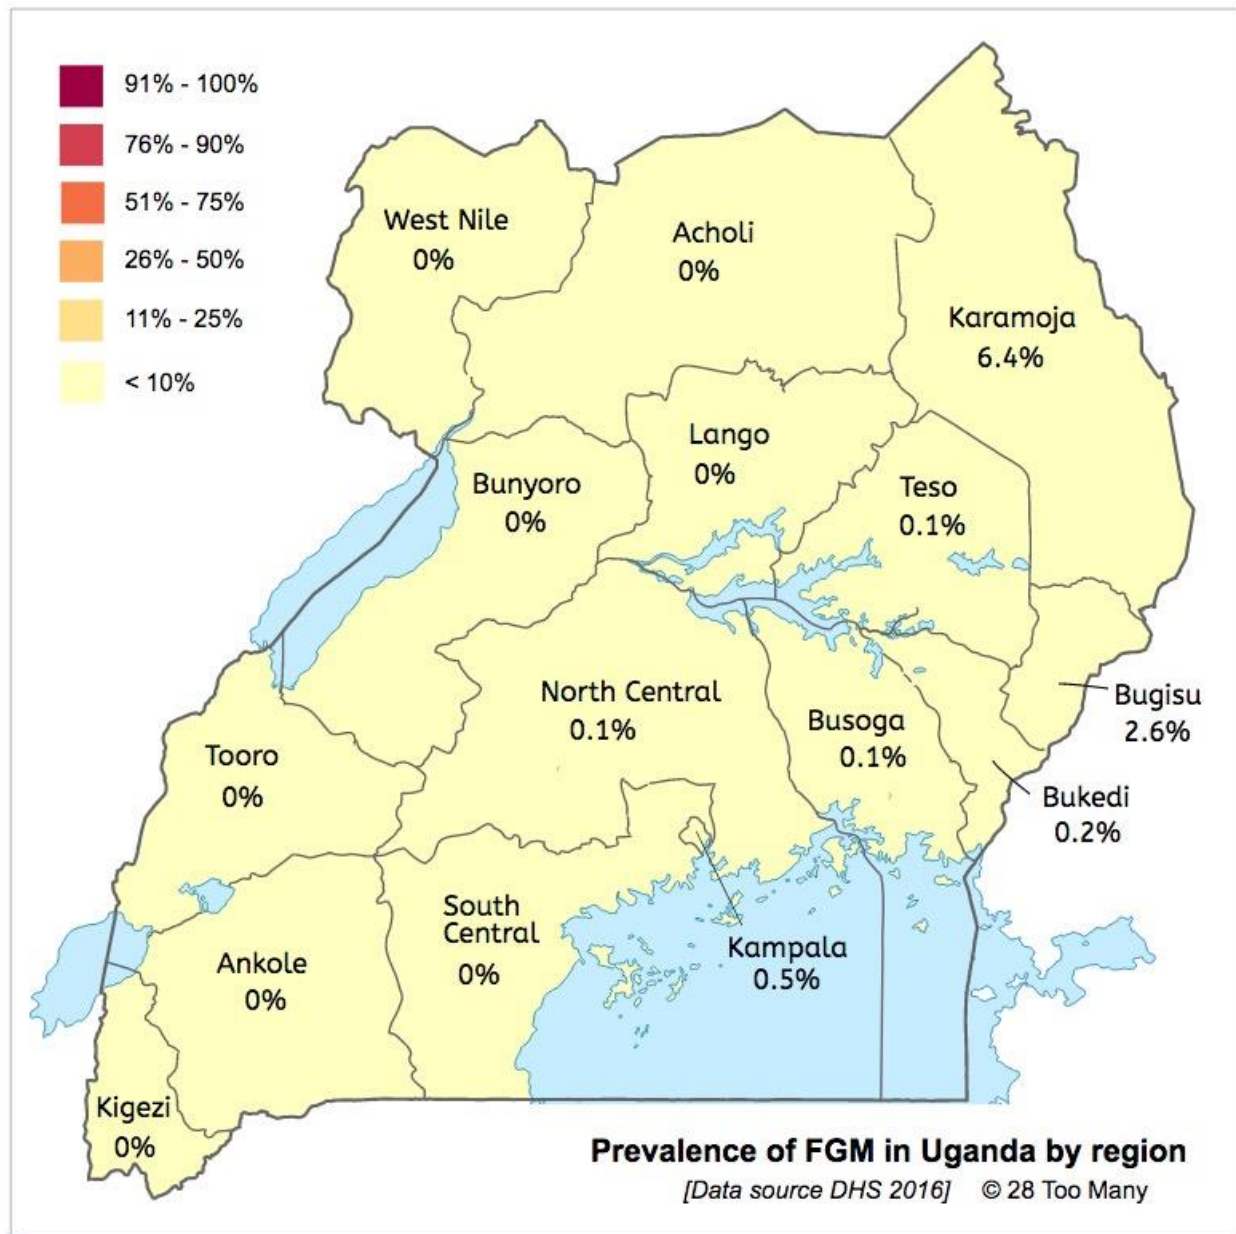 91% - 100%
76% - 90%
51% - 75%
26% - 50%
11% - 25%
< 10%
West Nile
0%
Acholi
0%
Karamoja
6.4%
Lango
0%
Bunyoro
0%
Teso
0.1%
North Central
0.1%
Busoga
0.1%
Bugisu
2.6%
Tooro
0%
Bukedi
0.2%
South
Central
0%
Kampala
0.5%
Ankole
0%
Kigezi
0%
Prevalence of FGM in Uganda by region
[Data source DHS 2016] © 28 Too Many